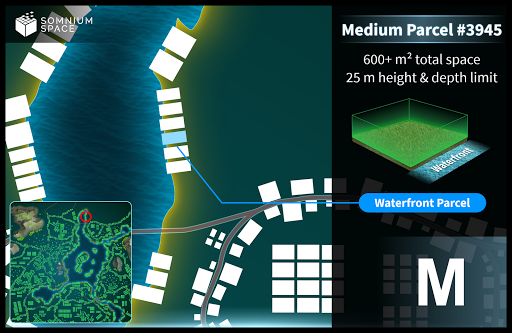 SOMNIUM
SPACE
Medium Parcel #3945
600+ m² total space
25 m height & depth limit
Waterfront
Waterfront Parcel
M